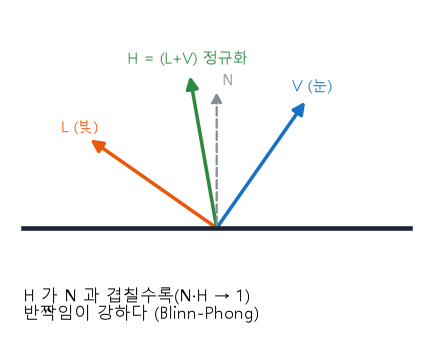 H = (L+V) 정규화
N
V (눈)
L (빛)
H 가 N 과 겹칠수록(N·H → 1)
반짝임이 강하다 (Blinn-Phong)